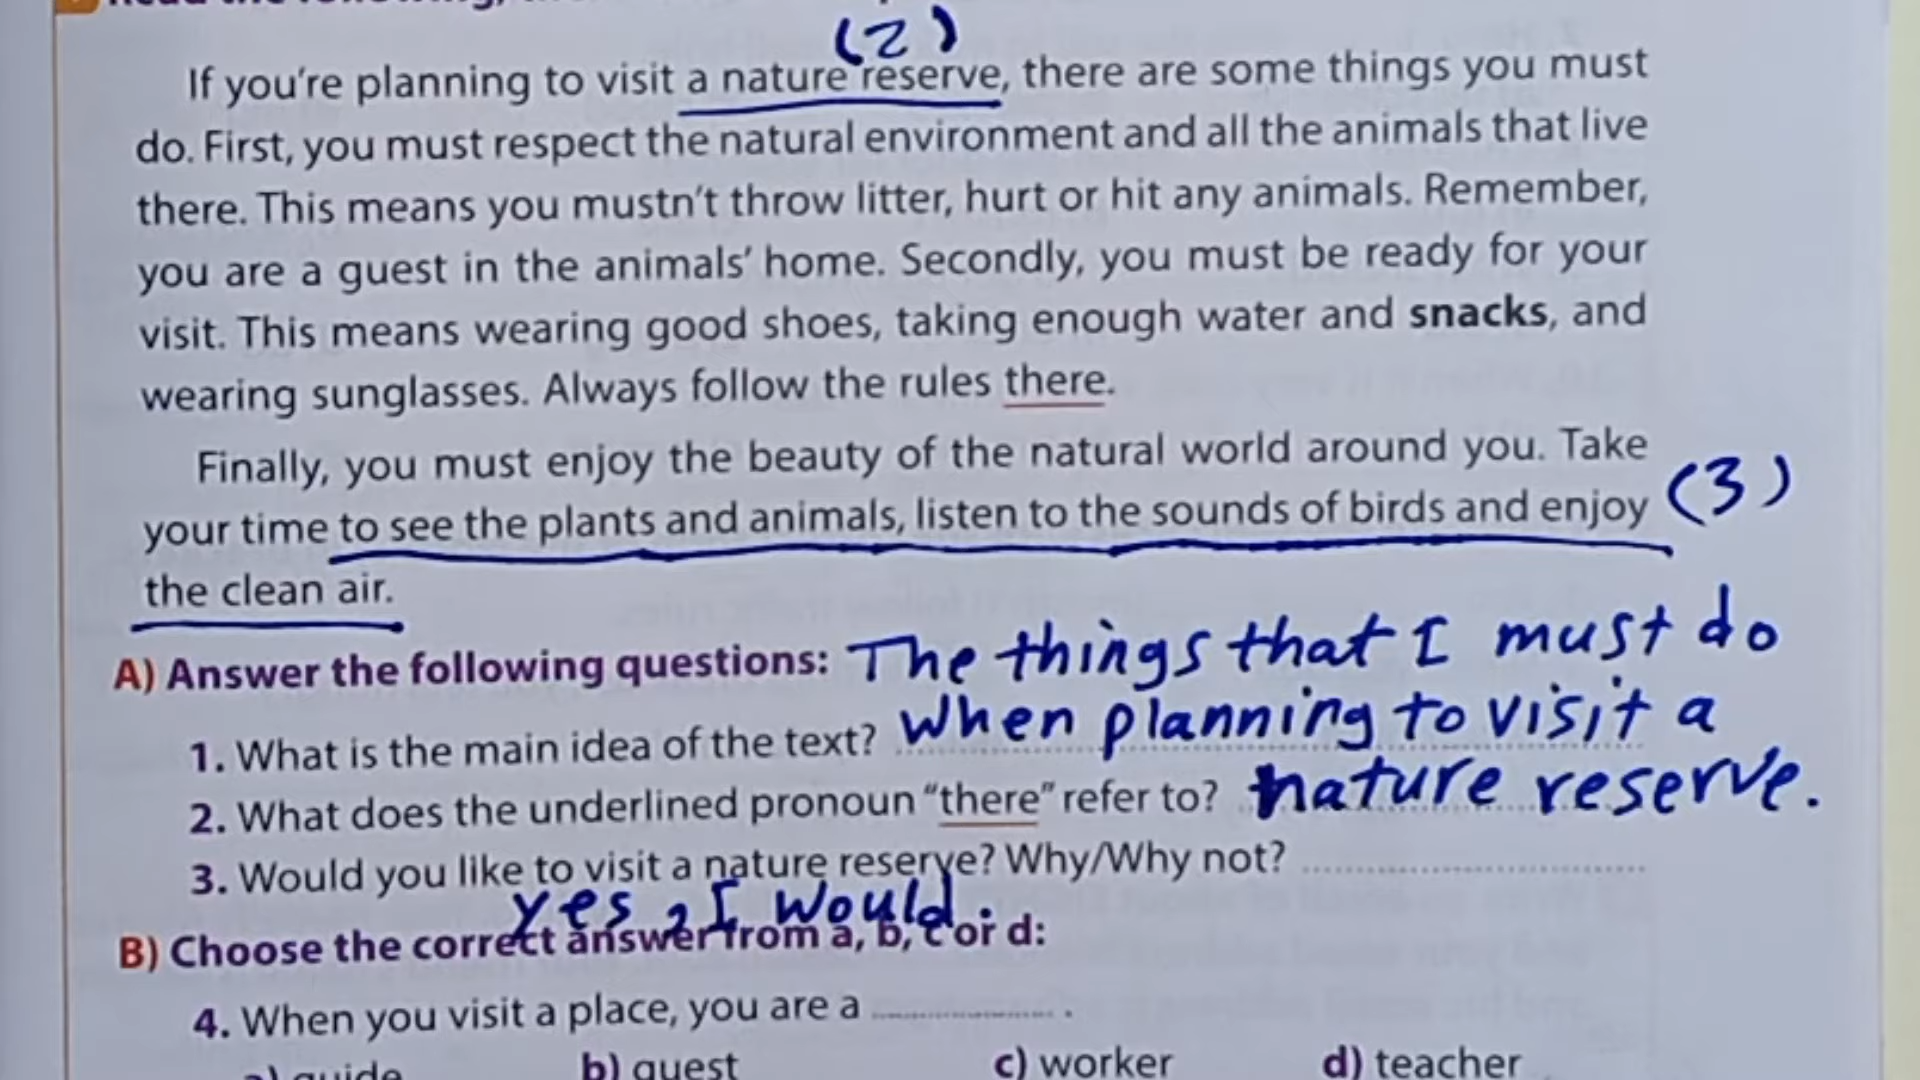 Read the following,
(2)
If you're planning to visit a nature reserve, there are some things you must
do. First, you must respect the natural environment and all the animals that live
there. This means you mustn't throw litter, hurt or hit any animals. Remember,
you are a guest in the animals' home. Secondly, you must be ready for your
visit. This means wearing good shoes, taking enough water and snacks, and
wearing sunglasses. Always follow the rules there.
Finally, you must enjoy the beauty of the natural world around you. Take
your time to see the plants and animals, listen to the sounds of birds and enjoy (3)
the clean air.
A) Answer the following questions: The things that I must do
1. What is the main idea of the text? when planning to visit a
2. What does the underlined pronoun "there" refer to? nature reserve.
3. Would you like to visit a nature reserve? Why/Why not?
yes, I would.
B) Choose the correct answer from a, b, c or d:
4. When you visit a place, you are a .
a) guide b) guest c) worker d) teacher